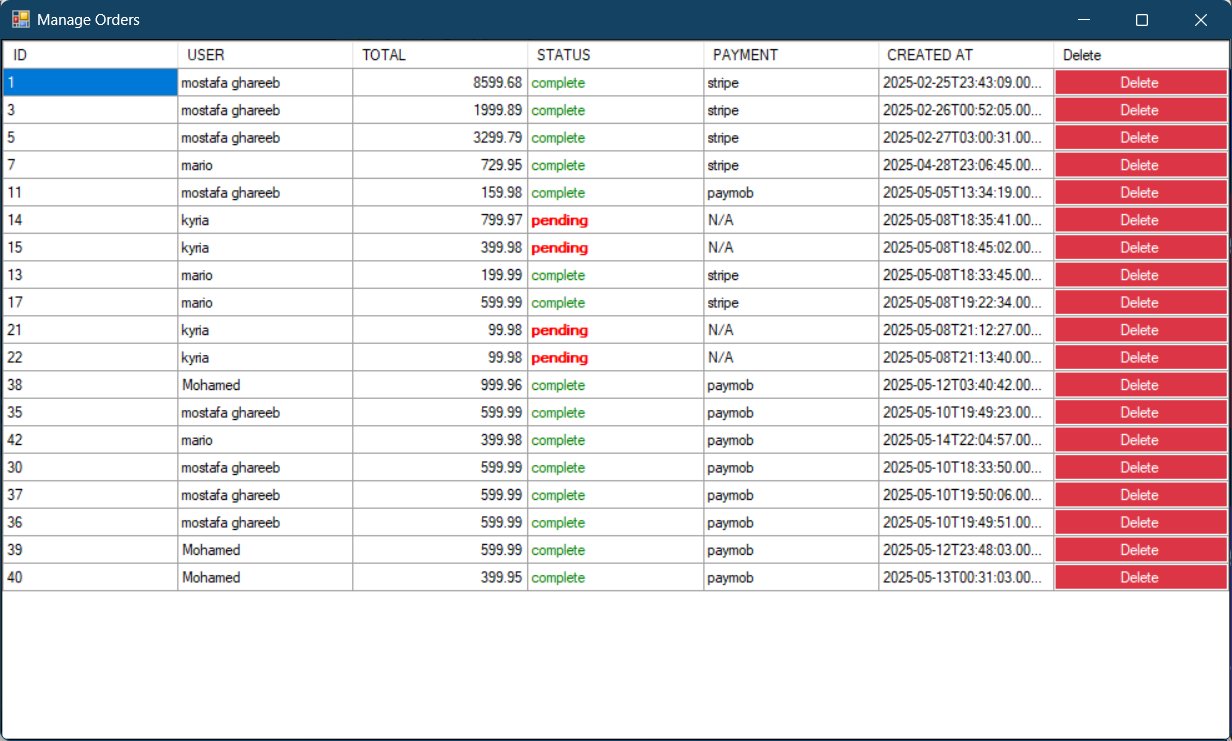 Manage Orders
ID USER TOTAL STATUS PAYMENT CREATED AT Delete
1 mostafa ghareeb 8599.68 complete stripe 2025-02-25T23:43:09.00... Delete
3 mostafa ghareeb 1999.89 complete stripe 2025-02-26T00:52:05.00... Delete
5 mostafa ghareeb 3299.79 complete stripe 2025-02-27T03:00:31.00... Delete
7 mario 729.95 complete stripe 2025-04-28T23:06:45.00... Delete
11 mostafa ghareeb 159.98 complete paymob 2025-05-05T13:34:19.00... Delete
14 kyria 799.97 pending N/A 2025-05-08T18:35:41.00... Delete
15 kyria 399.98 pending N/A 2025-05-08T18:45:02.00... Delete
13 mario 199.99 complete stripe 2025-05-08T18:33:45.00... Delete
17 mario 599.99 complete stripe 2025-05-08T19:22:34.00... Delete
21 kyria 99.98 pending N/A 2025-05-08T21:12:27.00... Delete
22 kyria 99.98 pending N/A 2025-05-08T21:13:40.00... Delete
38 Mohamed 999.96 complete paymob 2025-05-12T03:40:42.00... Delete
35 mostafa ghareeb 599.99 complete paymob 2025-05-10T19:49:23.00... Delete
42 mario 399.98 complete paymob 2025-05-14T22:04:57.00... Delete
30 mostafa ghareeb 599.99 complete paymob 2025-05-10T18:33:50.00... Delete
37 mostafa ghareeb 599.99 complete paymob 2025-05-10T19:50:06.00... Delete
36 mostafa ghareeb 599.99 complete paymob 2025-05-10T19:49:51.00... Delete
39 Mohamed 599.99 complete paymob 2025-05-12T23:48:03.00... Delete
40 Mohamed 399.95 complete paymob 2025-05-13T00:31:03.00... Delete